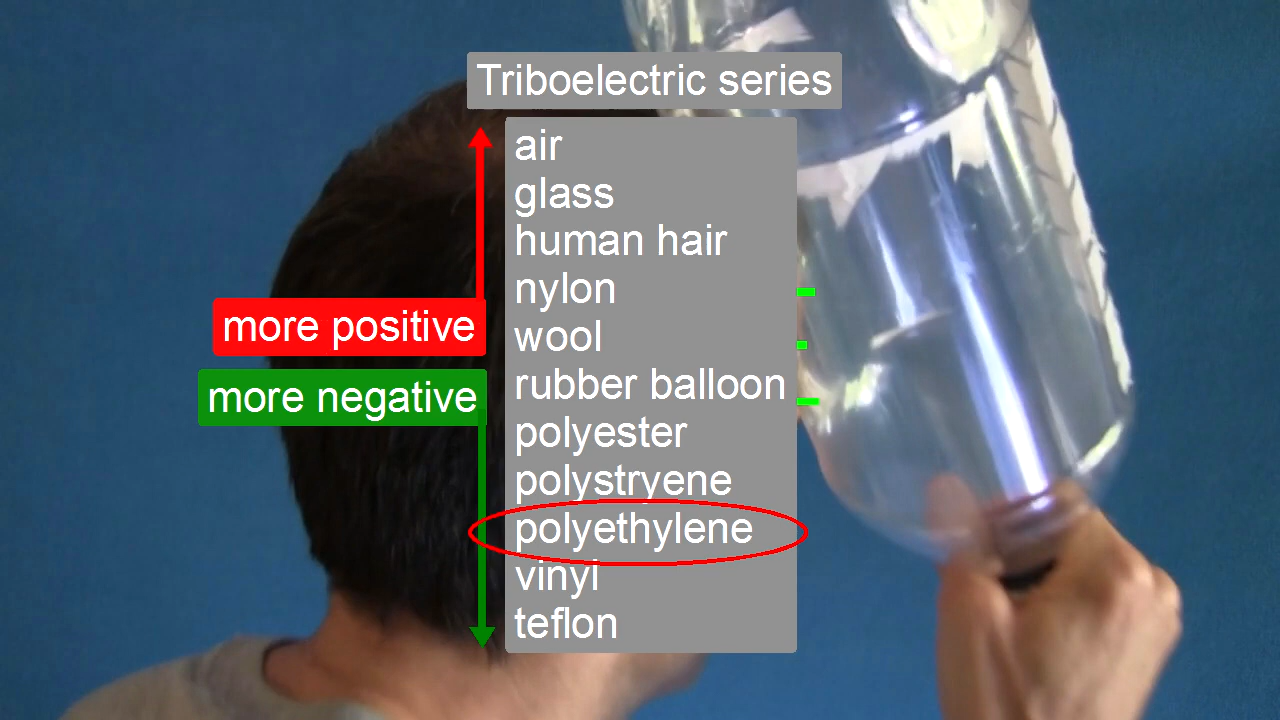 Triboelectric series
air
glass
human hair
nylon
more positive
wool
more negative
rubber balloon
polyester
polystryene
polyethylene
vinyl
teflon